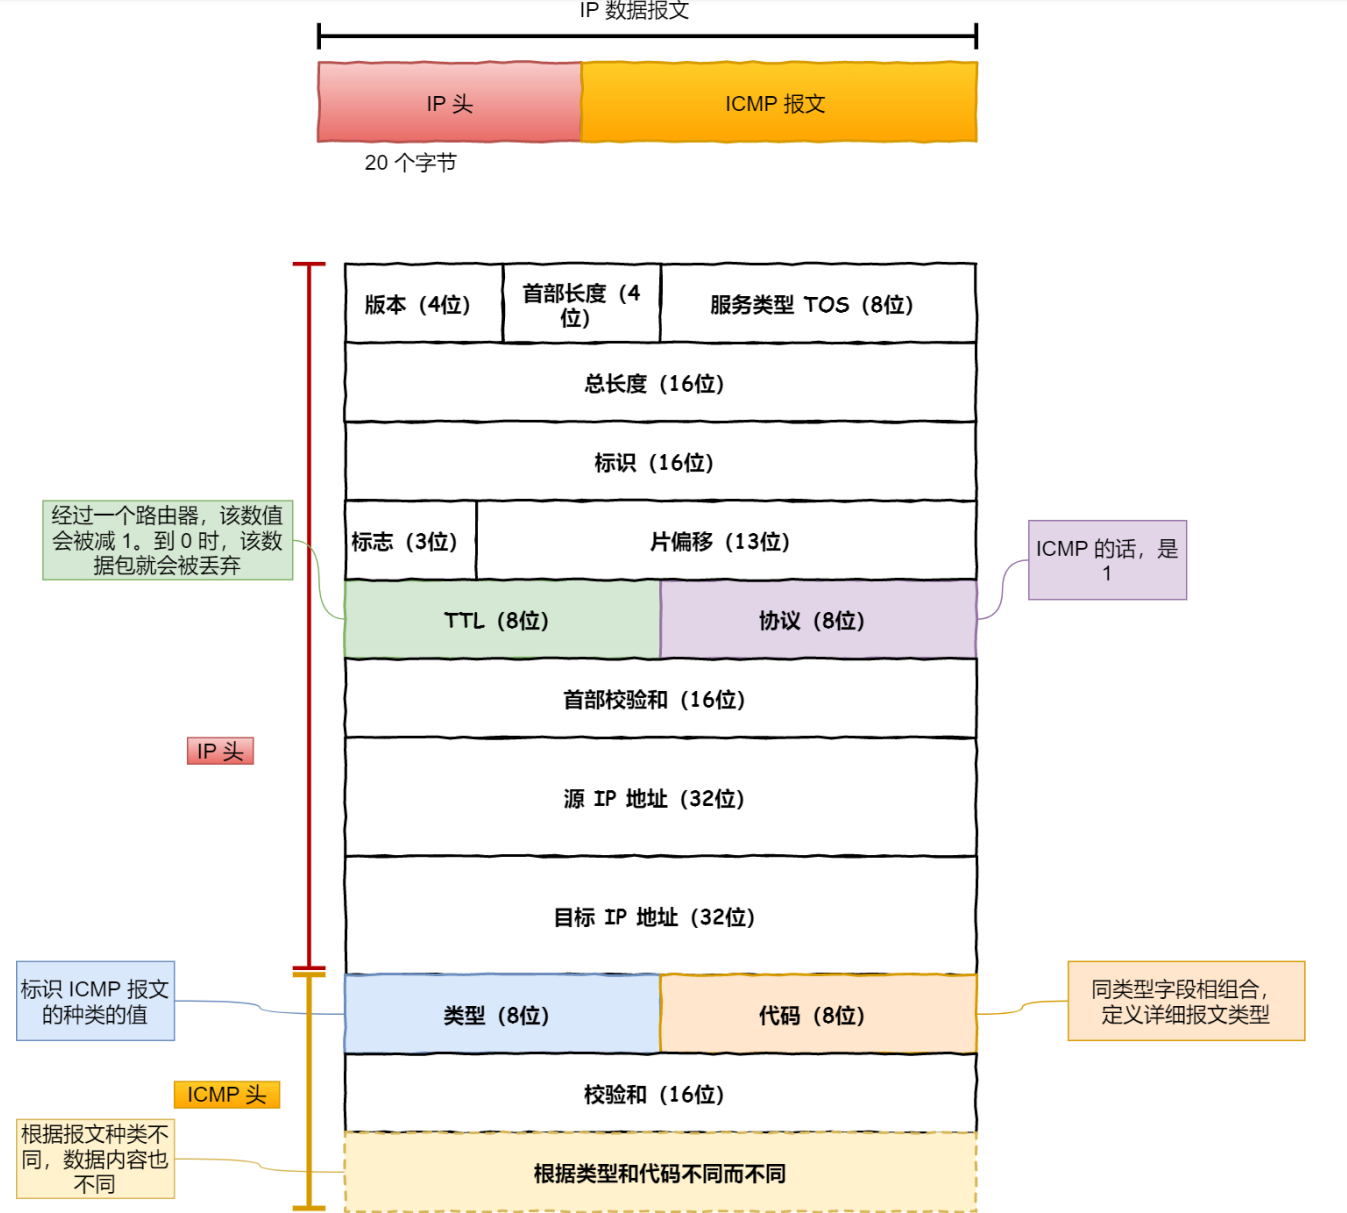 IP 数据报文
IP 头
ICMP 报文
20 个字节
版本（4位）
首部长度（4
位）
服务类型 TOS（8位）
总长度（16位）
标识（16位）
经过一个路由器，该数值
会被减 1。到 0 时，该数
据包就会被丢弃
标志（3位）
片偏移（13位）
ICMP 的话，是
1
TTL（8位）
协议（8位）
首部校验和（16位）
IP 头
源 IP 地址（32位）
目标 IP 地址（32位）
标识 ICMP 报文
的种类的值
类型（8位）
代码（8位）
同类型字段相组合，
定义详细报文类型
ICMP 头
校验和（16位）
根据报文种类不
同，数据内容也
不同
根据类型和代码不同而不同